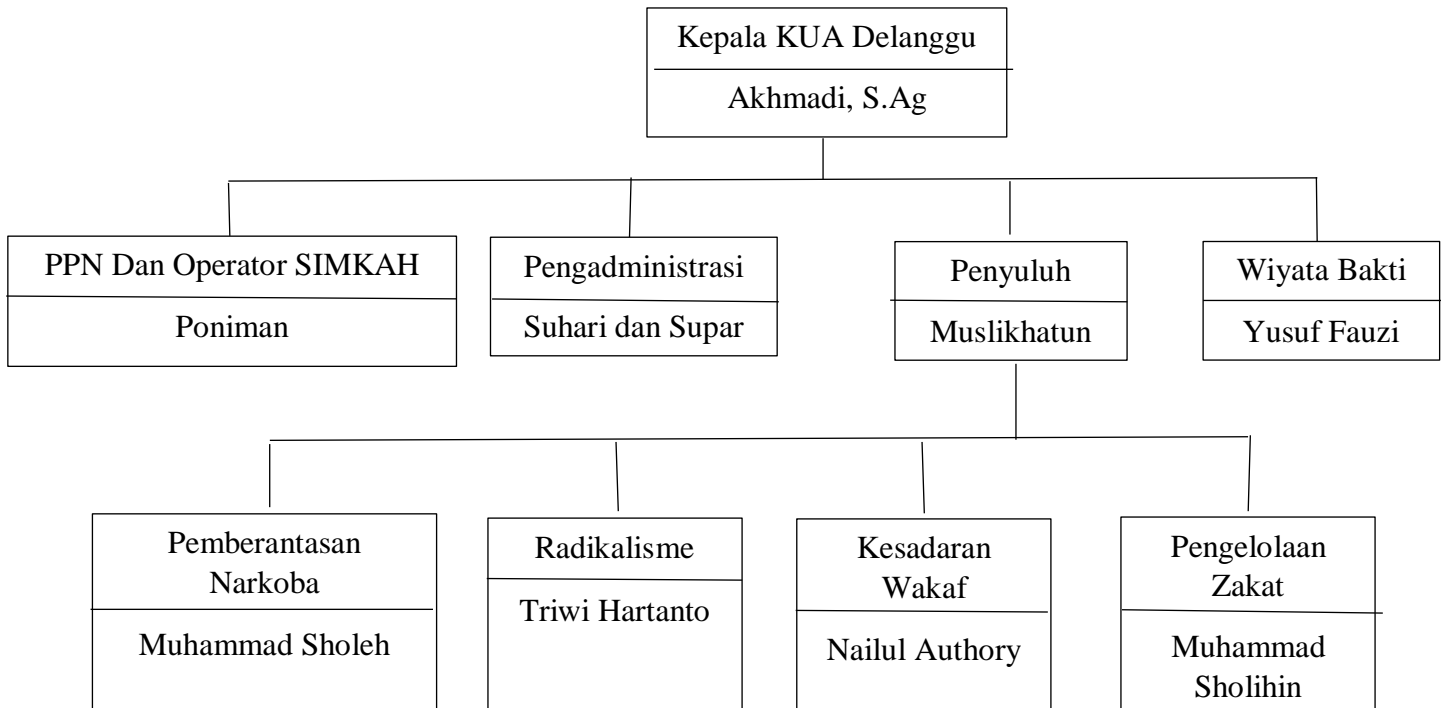 Kepala KUA Delanggu
Akhmadi, S.Ag
PPN Dan Operator SIMKAH
Poniman
Pengadministrasi
Suhari dan Supar
Penyuluh
Muslikhatun
Wiyata Bakti
Yusuf Fauzi
Pemberantasan
Narkoba
Muhammad Sholeh
Radikalisme
Triwi Hartanto
Kesadaran
Wakaf
Nailul Authory
Pengelolaan
Zakat
Muhammad
Sholihin